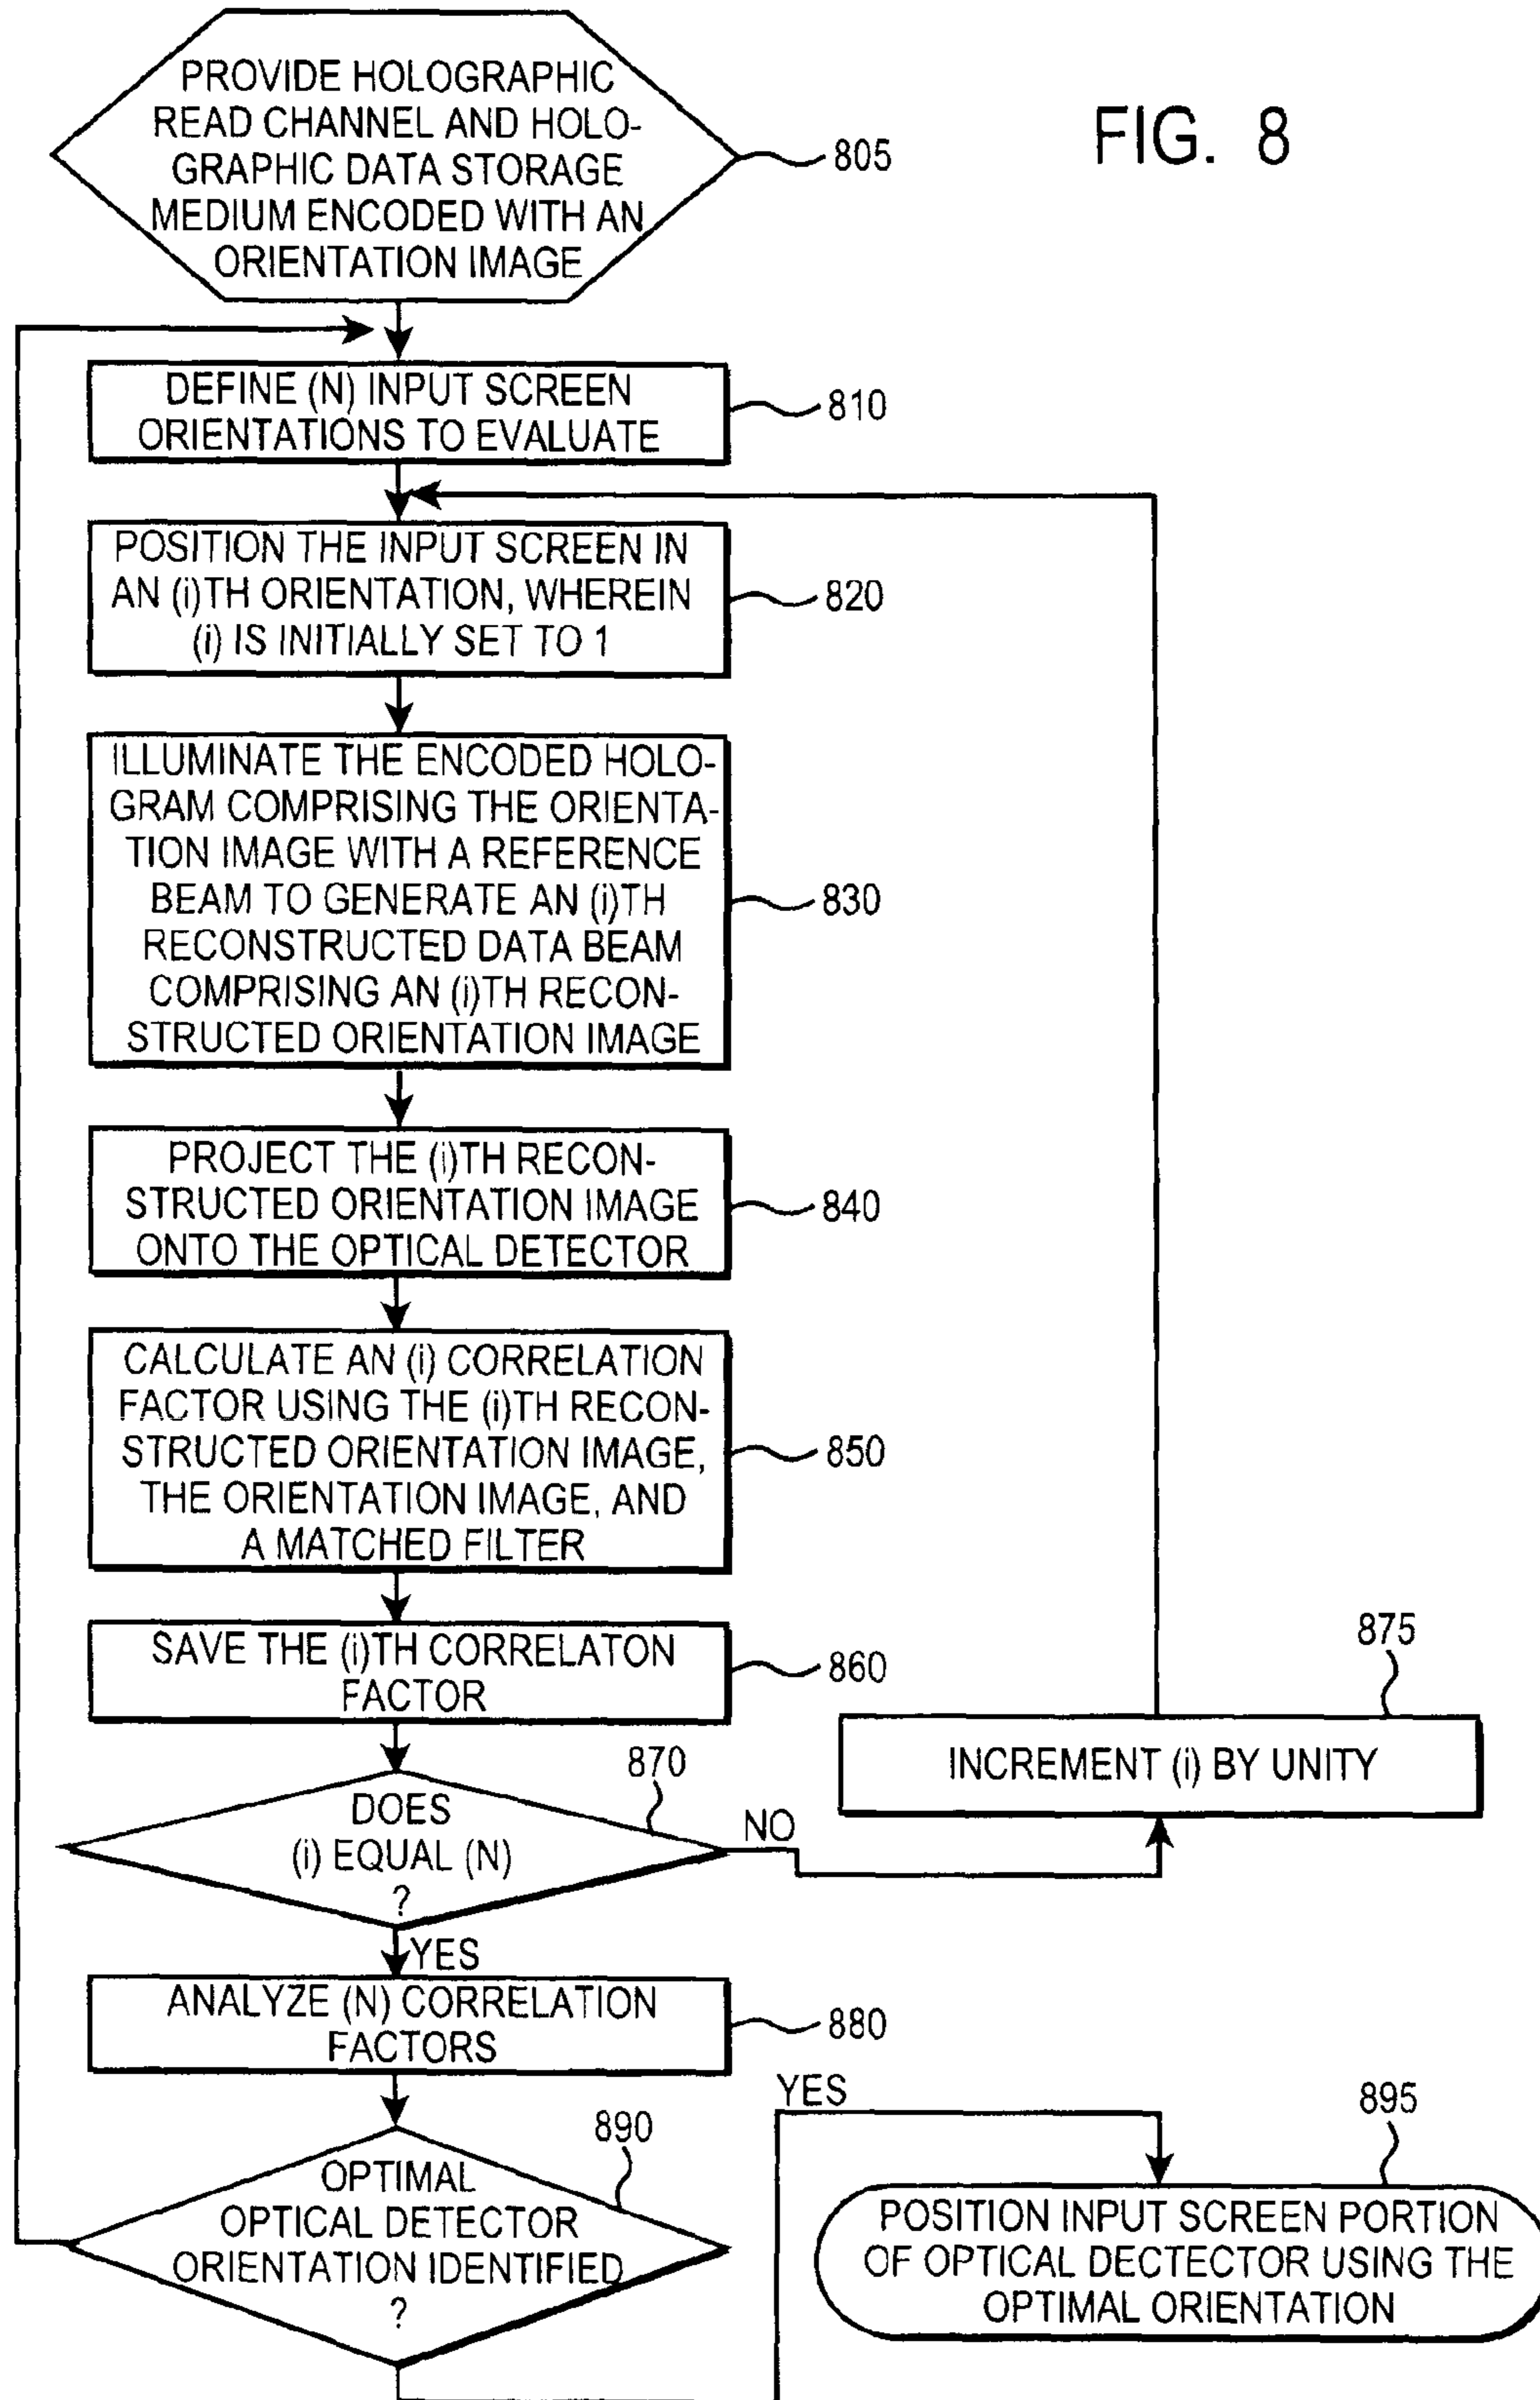 PROVIDE HOLOGRAPHIC
READ CHANNEL AND HOLO-
GRAPHIC DATA STORAGE
MEDIUM ENCODED WITH AN
ORIENTATION IMAGE
805
FIG. 8
DEFINE (N) INPUT SCREEN
ORIENTATIONS TO EVALUATE
810
POSITION THE INPUT SCREEN IN
AN (i)TH ORIENTATION, WHEREIN
(i) IS INITIALLY SET TO 1
820
ILLUMINATE THE ENCODED HOLO-
GRAM COMPRISING THE ORIENTA-
TION IMAGE WITH A REFERENCE
BEAM TO GENERATE AN (i)TH
RECONSTRUCTED DATA BEAM
COMPRISING AN (i)TH RECON-
STRUCTED ORIENTATION IMAGE
830
PROJECT THE (i)TH RECON-
STRUCTED ORIENTATION IMAGE
ONTO THE OPTICAL DETECTOR
840
CALCULATE AN (i) CORRELATION
FACTOR USING THE (i)TH RECON-
STRUCTED ORIENTATION IMAGE,
THE ORIENTATION IMAGE, AND
A MATCHED FILTER
850
SAVE THE (i)TH CORRELATON
FACTOR
860
875
INCREMENT (i) BY UNITY
870
DOES
(i) EQUAL (N)
?
NO
YES
ANALYZE (N) CORRELATION
FACTORS
880
890
OPTIMAL
OPTICAL DETECTOR
ORIENTATION IDENTIFIED
?
YES
895
POSITION INPUT SCREEN PORTION
OF OPTICAL DECTECTOR USING THE
OPTIMAL ORIENTATION